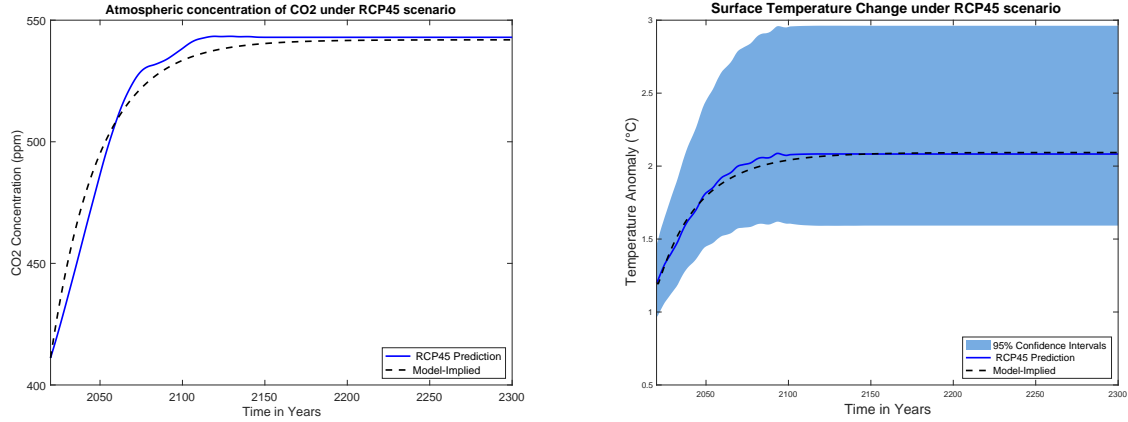 Atmospheric concentration of CO2 under RCP45 scenario
550
500
450
400
CO2 Concentration (ppm)
2050 2100 2150 2200 2250 2300
Time in Years
RCP45 Prediction
Model-Implied
Surface Temperature Change under RCP45 scenario
3
2.5
2
1.5
1
0.5
Temperature Anomaly (°C)
2050 2100 2150 2200 2250 2300
Time in Years
95% Confidence Intervals
RCP45 Prediction
Model-Implied